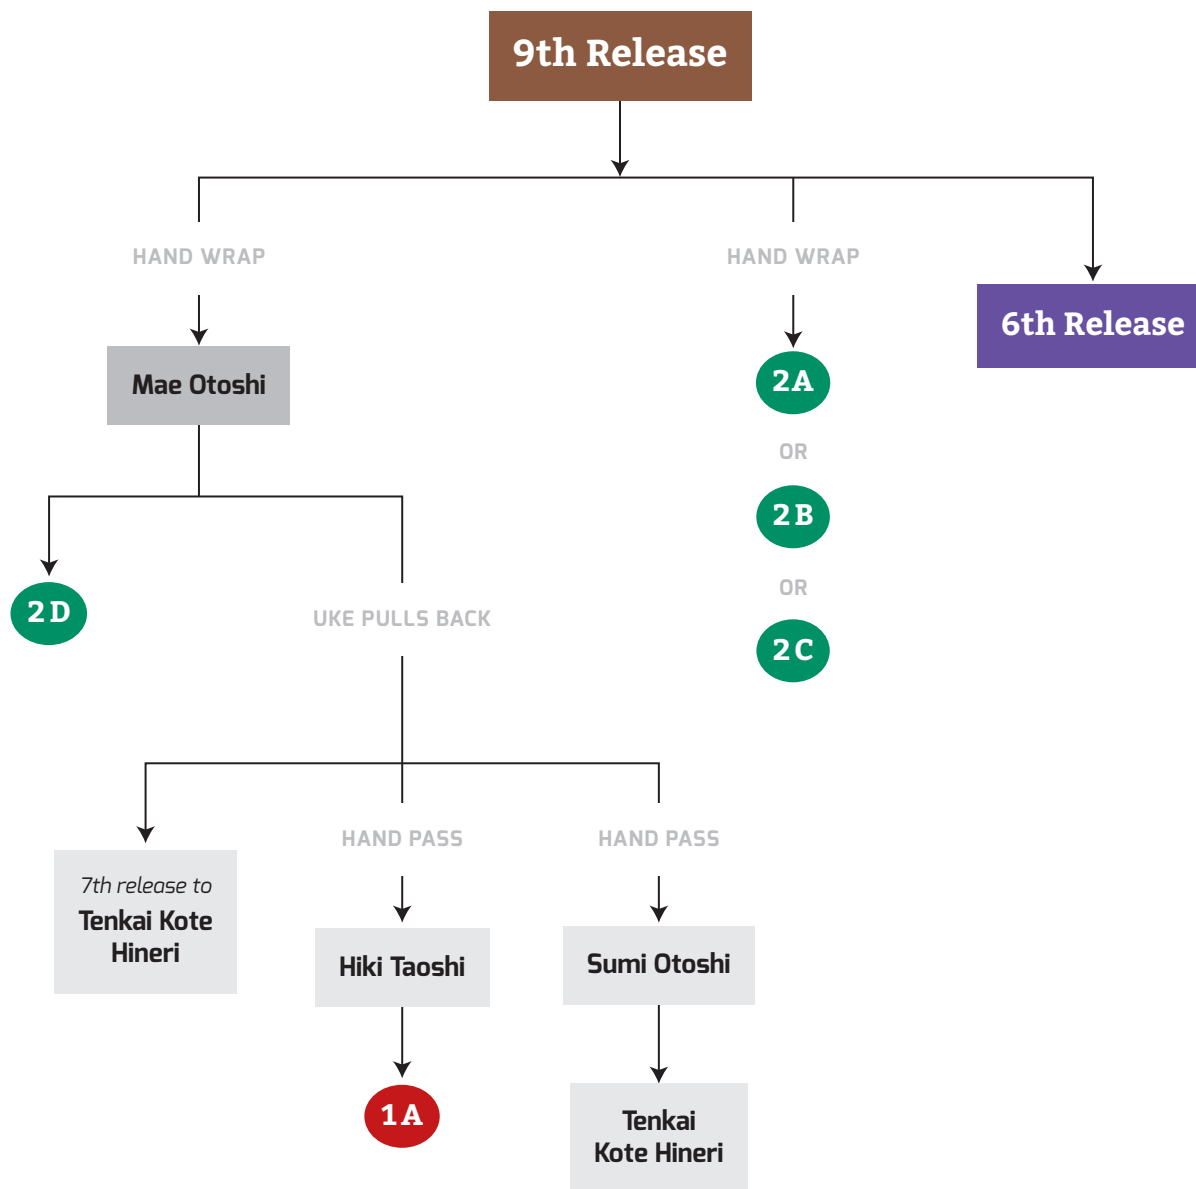 9th Release
HAND WRAP
HAND WRAP
6th Release
Mae Otoshi
2A
OR
2B
OR
2D
UKE PULLS BACK
2C
HAND PASS
HAND PASS
7th release to
Tenkai Kote
Hineri
Hiki Taoshi
Sumi Otoshi
1A
Tenkai
Kote Hineri